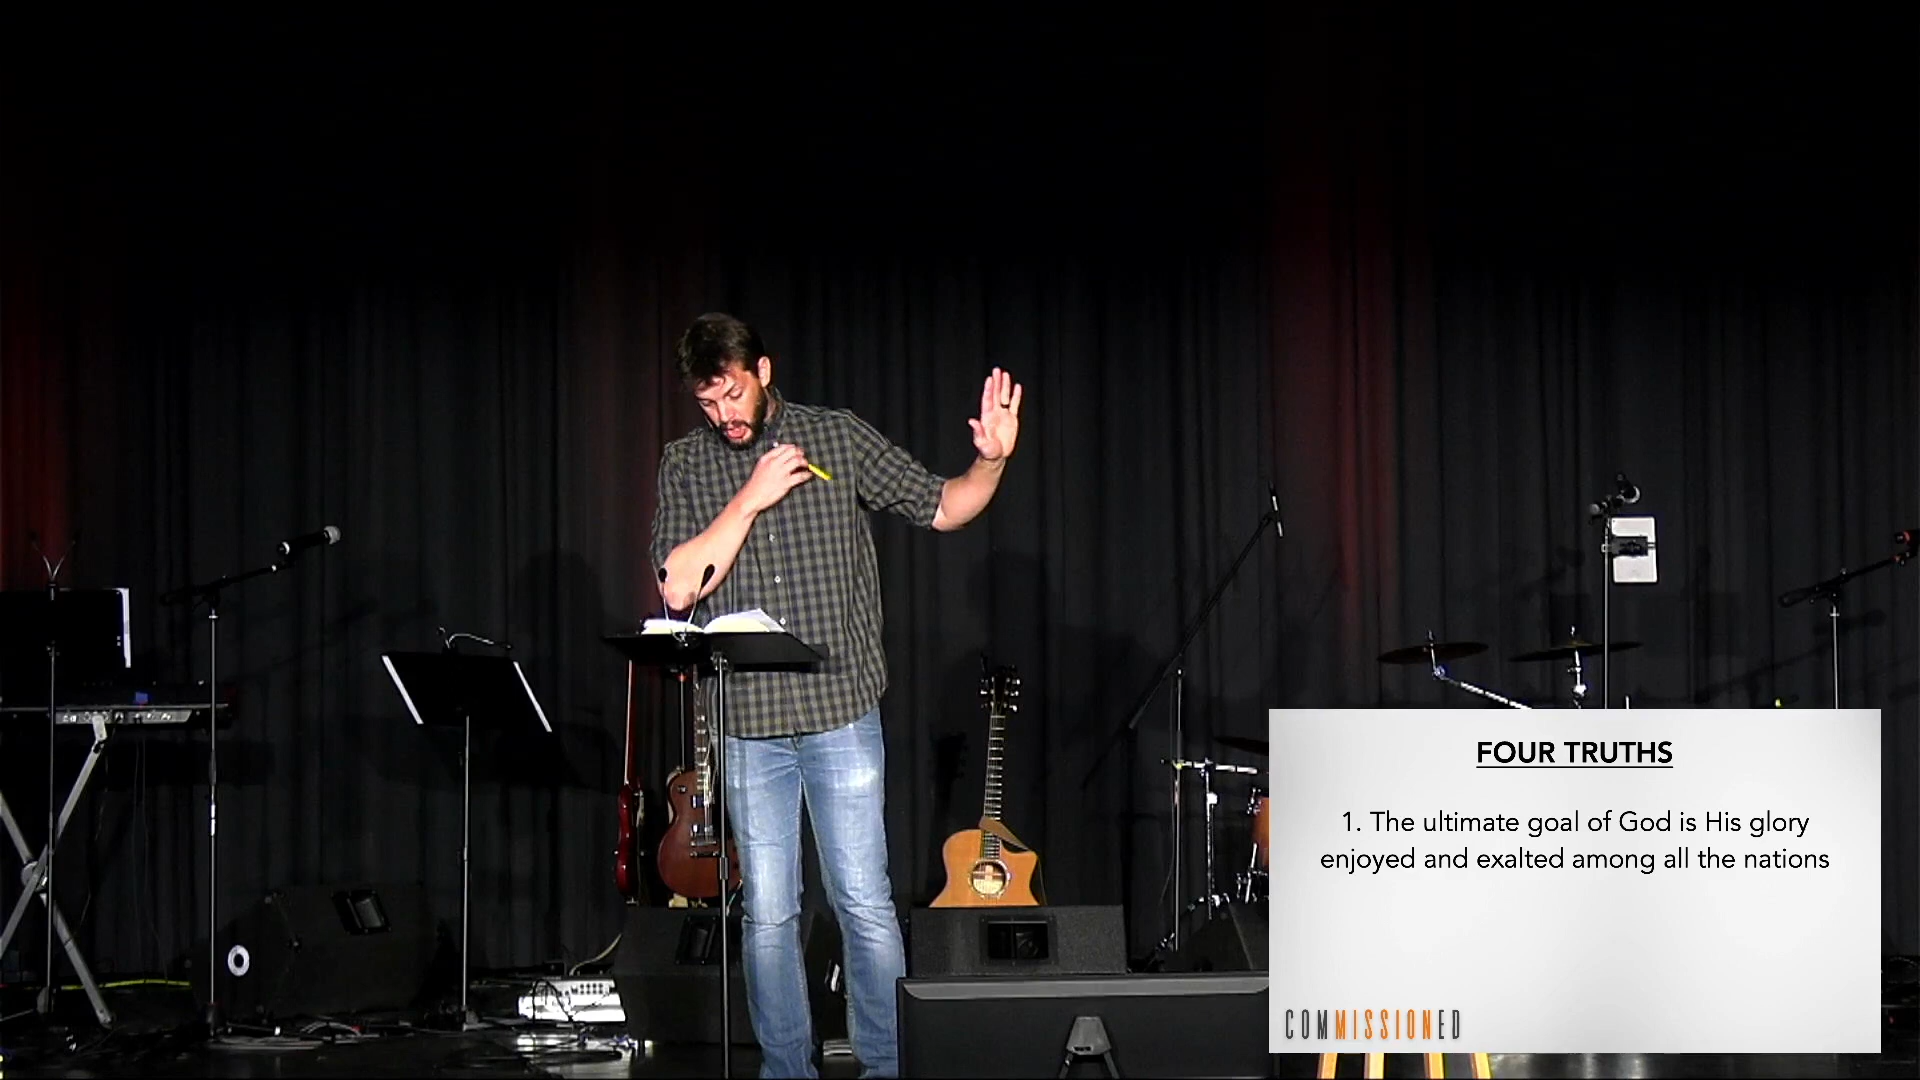 FOUR TRUTHS
1. The ultimate goal of God is His glory
enjoyed and exalted among all the nations
COMMISSIONED